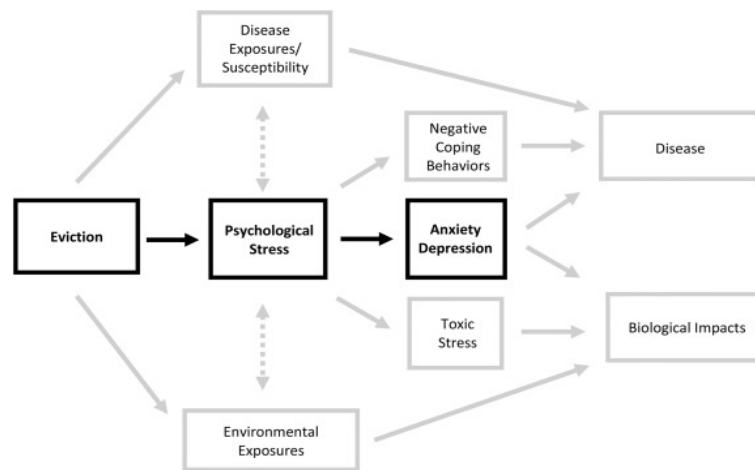 Disease
Exposures/
Susceptibility
Negative
Coping
Behaviors
Disease
Eviction
Psychological
Stress
Anxiety
Depression
Toxic
Stress
Biological Impacts
Environmental
Exposures